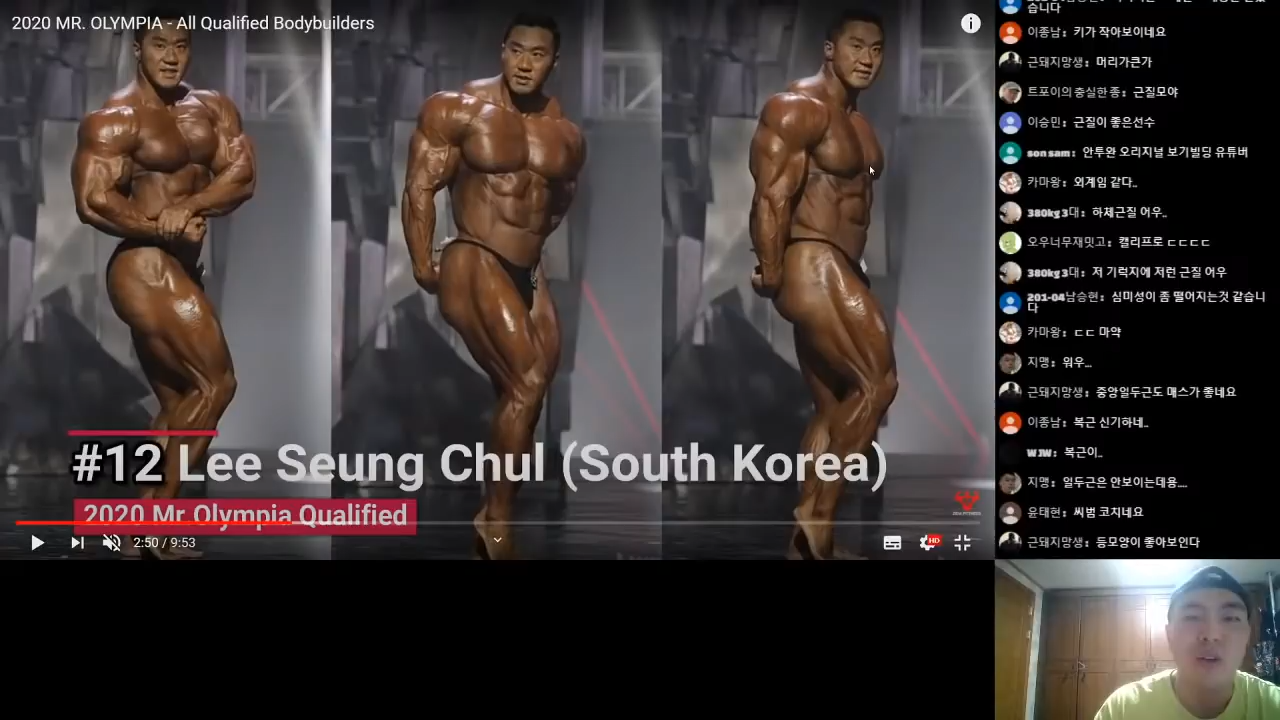 2020 MR. OLYMPIA - All Qualified Bodybuilders
#12 Lee Seung Chul (South Korea)
2020 Mr. Olympia Qualified
2:50 / 9:53
HD
습니다
이종남: 키가 작아보이네요
근돼지망생: 머리가큰가
트포이의충실한종: 근질모야
이승민: 근질이 좋은선수
son sam: 안투완 오리지널 보기빌딩 유튜버
카마왕: 외계임 같다..
380kg 3대: 하체근질 어우..
오우너무재밋고: 캘리프로 ㄷㄷㄷㄷ
380kg 3대: 저 기럭지에 저런 근질 어우
201-04남승현: 심미성이 좀 떨어지는것 같습니
다
카마왕: ㄷㄷ 마약
지맹: 워우...
근돼지망생: 중앙일두근도 매스가 좋네요
이종남: 복근 신기하네..
WJW: 복근이..
지맹: 일두근은 안보이는데용....
윤태현: 씨범 코치네요
근돼지망생: 등모양이 좋아보인다